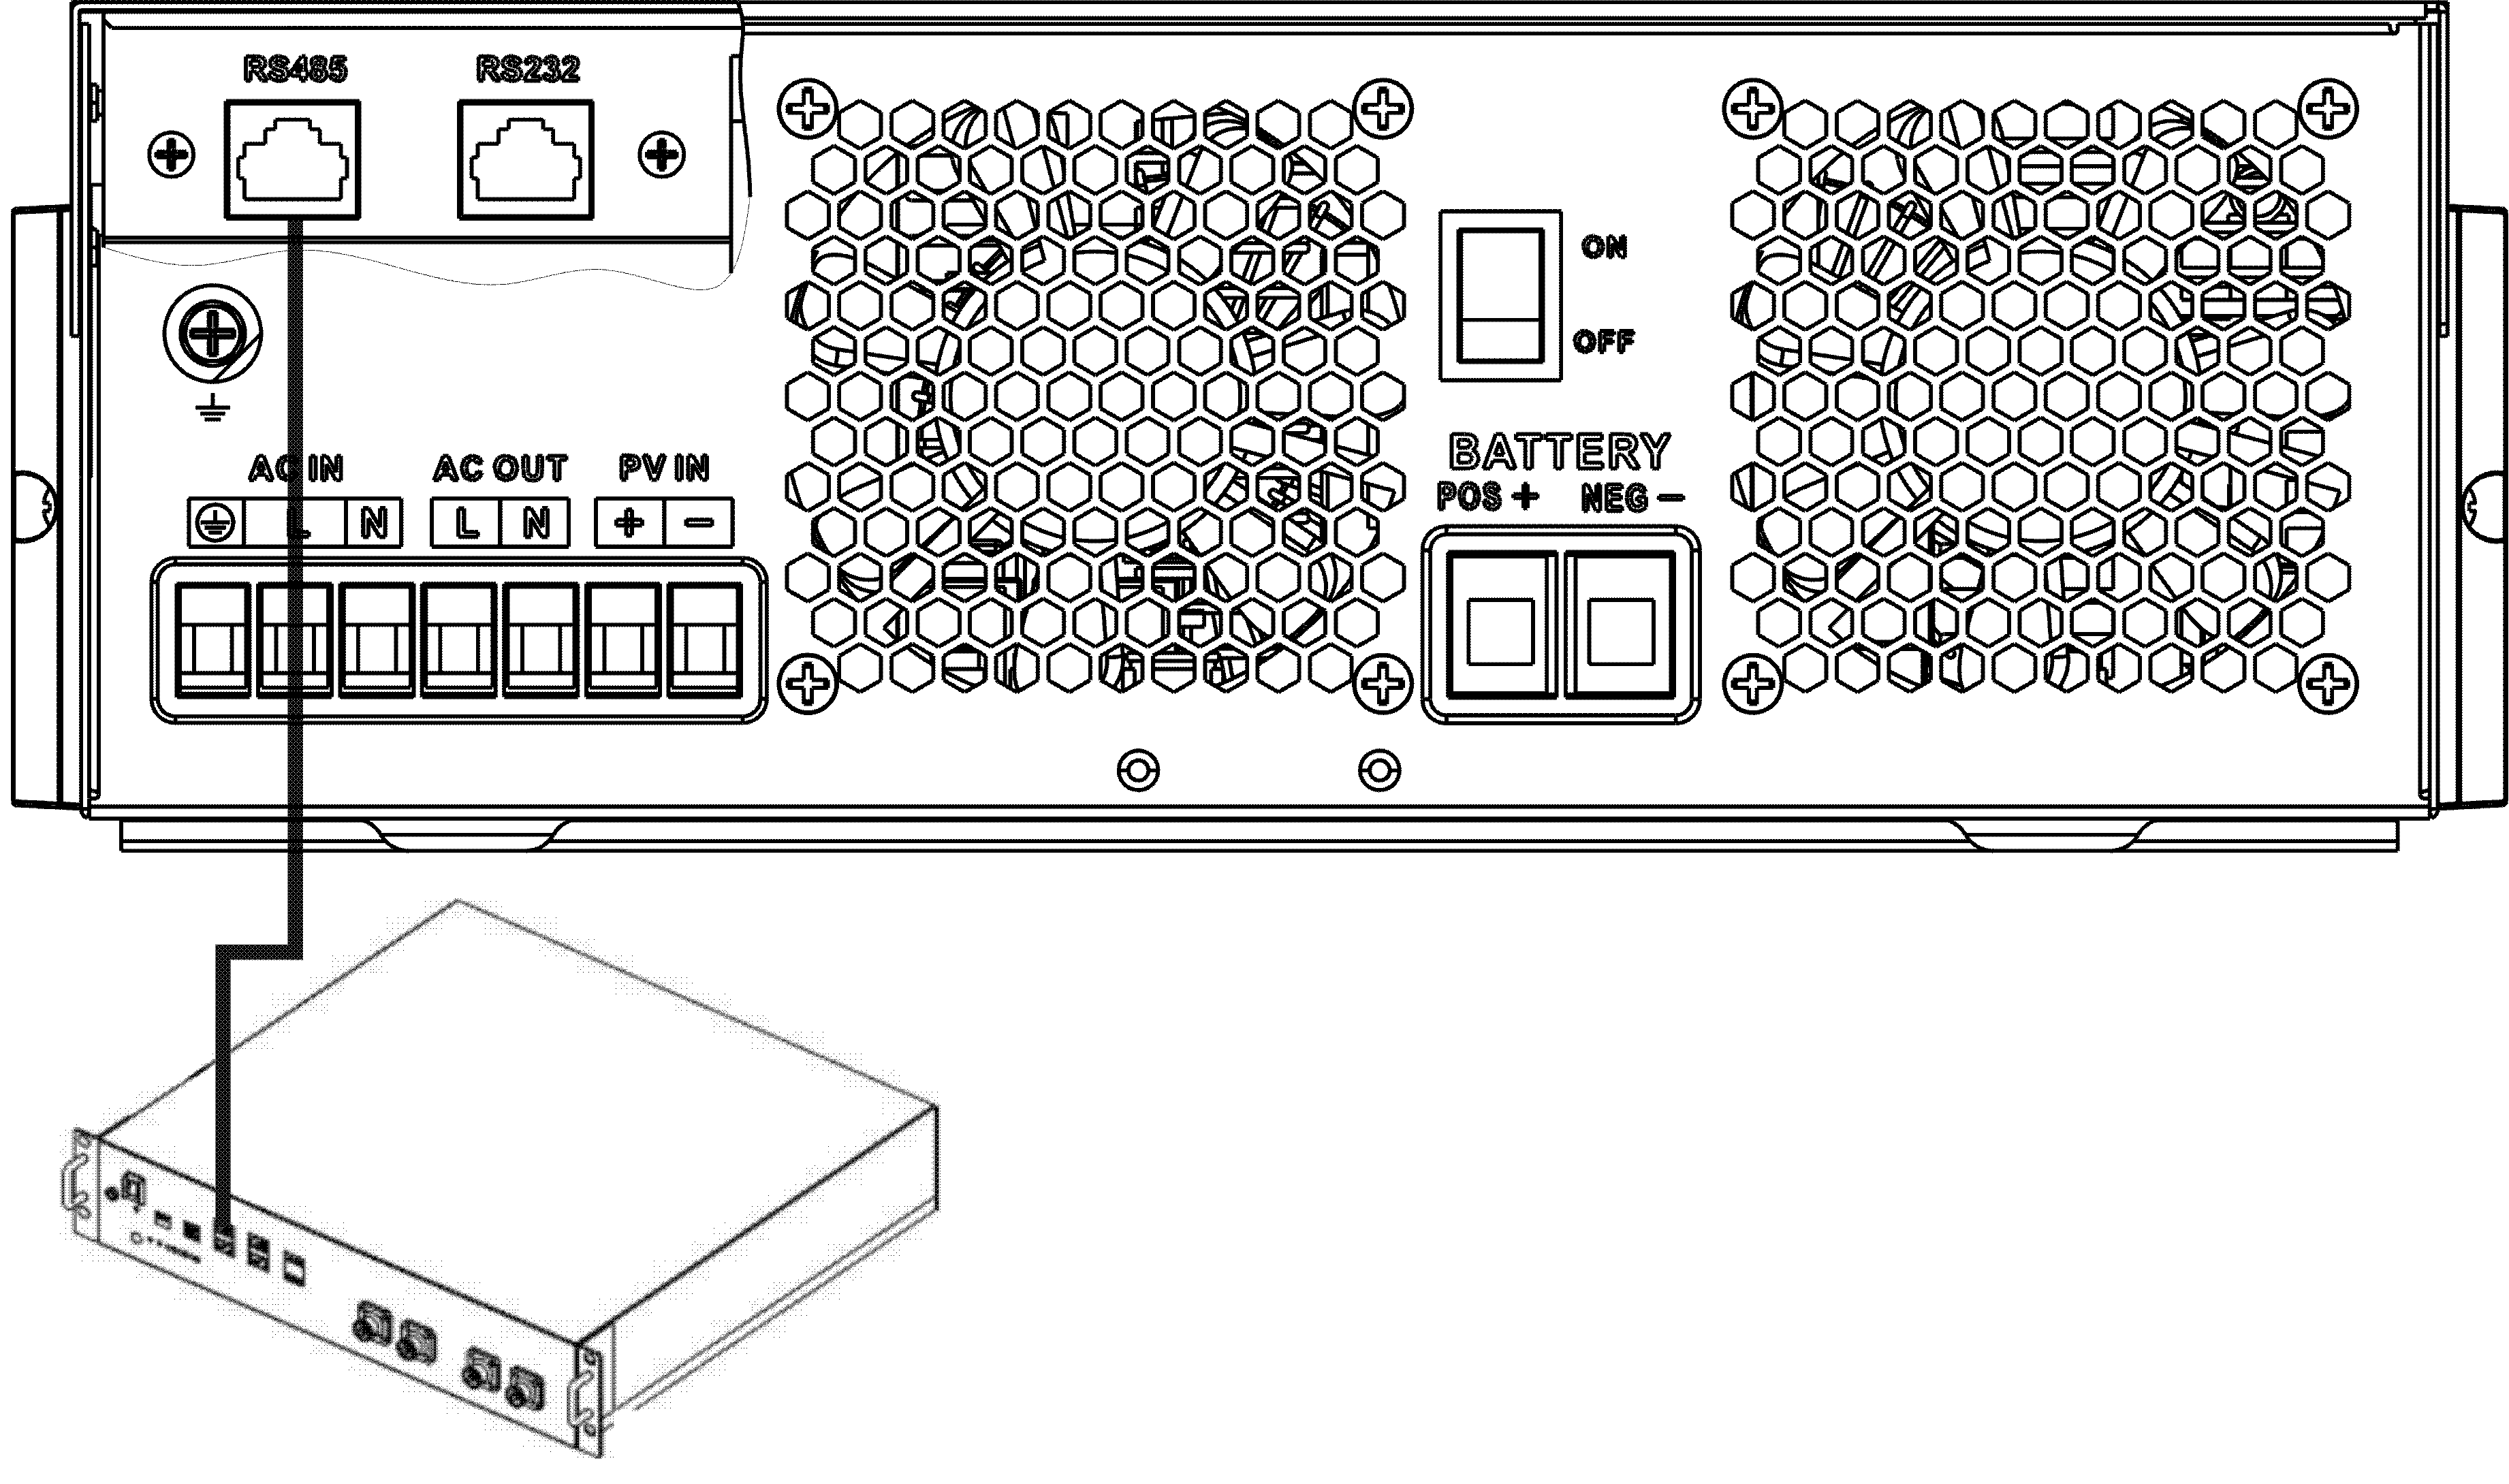 RS485 RS232
ON
OFF
AC IN AC OUT PV IN
L N L N + −
BATTERY
POS + NEG −